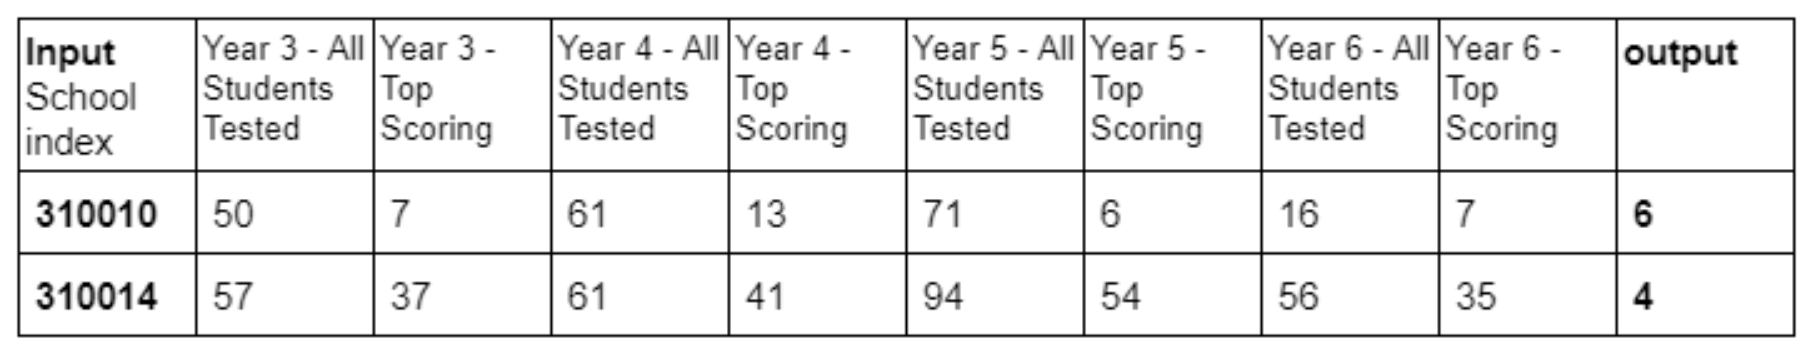 Input School index | Year 3 - All Students Tested | Year 3 - Top Scoring | Year 4 - All Students Tested | Year 4 - Top Scoring | Year 5 - All Students Tested | Year 5 - Top Scoring | Year 6 - All Students Tested | Year 6 - Top Scoring | output
310010 | 50 | 7 | 61 | 13 | 71 | 6 | 16 | 7 | 6
310014 | 57 | 37 | 61 | 41 | 94 | 54 | 56 | 35 | 4